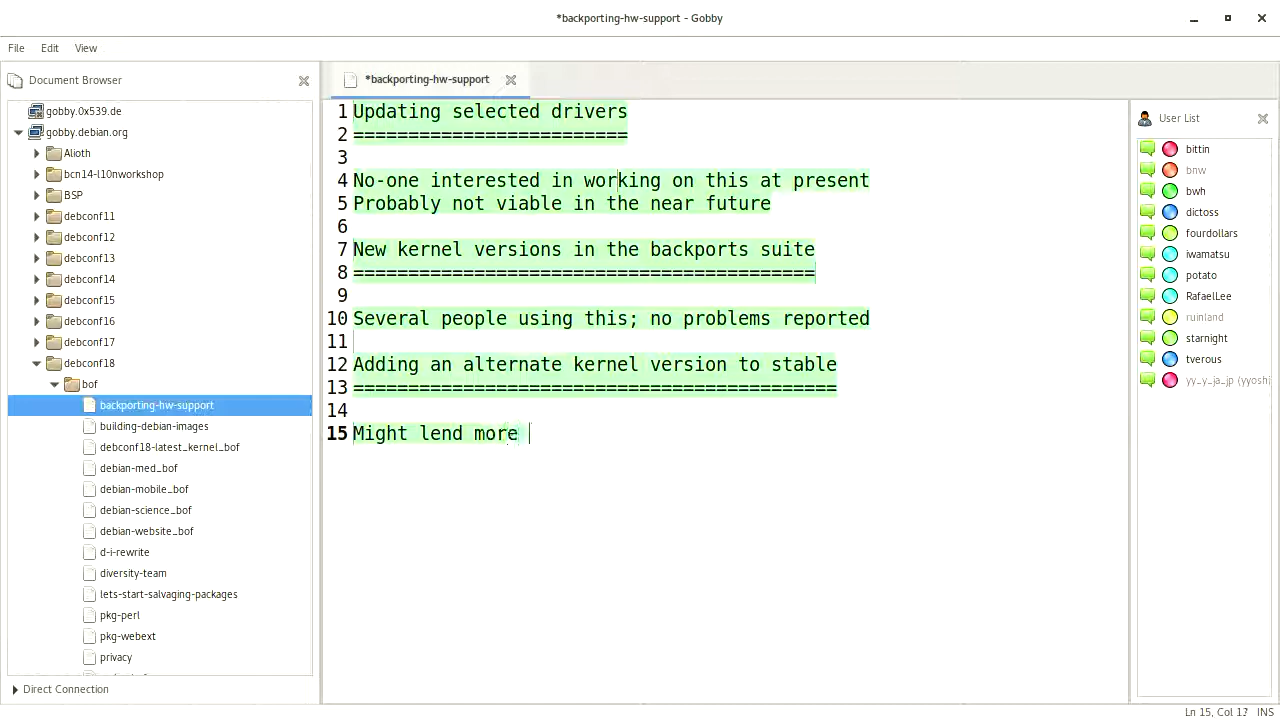 *backporting-hw-support - Gobby
File Edit View
Document Browser
gobby.0x539.de
gobby.debian.org
Alioth
bcn14-l10nworkshop
BSP
debconf11
debconf12
debconf13
debconf14
debconf15
debconf16
debconf17
debconf18
bof
backporting-hw-support
building-debian-images
debconf18-latest_kernel_bof
debian-med_bof
debian-mobile_bof
debian-science_bof
debian-website_bof
d-i-rewrite
diversity-team
lets-start-salvaging-packages
pkg-perl
pkg-webext
privacy
Direct Connection
*backporting-hw-support
1 Updating selected drivers
2 =========================
3
4 No-one interested in working on this at present
5 Probably not viable in the near future
6
7 New kernel versions in the backports suite
8 ==========================================
9
10 Several people using this; no problems reported
11
12 Adding an alternate kernel version to stable
13 ============================================
14
15 Might lend more
User List
bittin
bnw
bwh
dictoss
fourdollars
iwamatsu
potato
RafaelLee
ruinland
starnight
tverous
yy_y_ja_jp (yyoshi
Ln 15, Col 17 INS